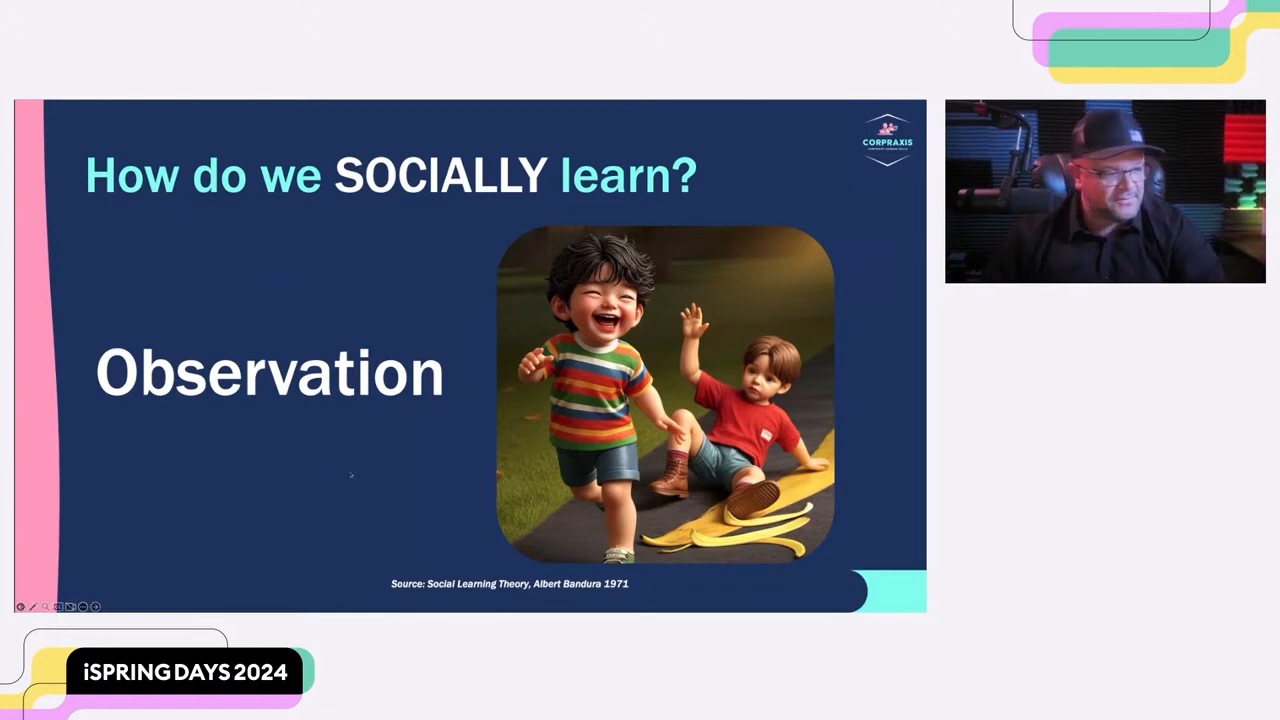 How do we SOCIALLY learn?
CORPRAXIS
Observation
Source: Social Learning Theory, Albert Bandura 1971
iSPRING DAYS 2024